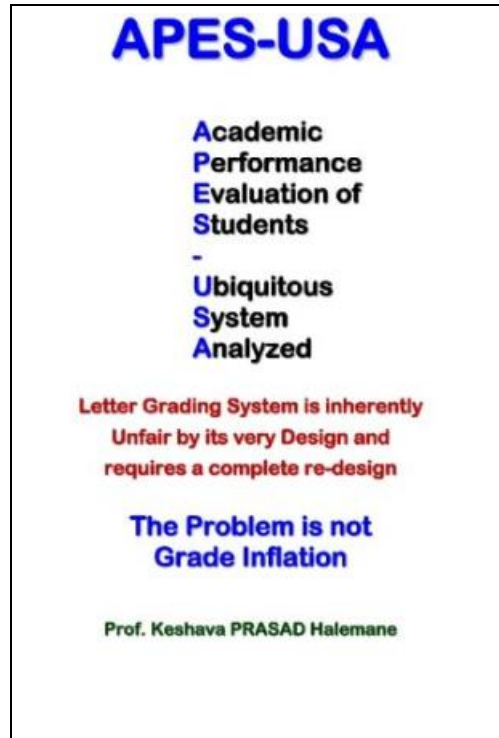 APES-USA
Academic
Performance
Evaluation of
Students
-
Ubiquitous
System
Analyzed
Letter Grading System is inherently
Unfair by its very Design and
requires a complete re-design
The Problem is not
Grade Inflation
Prof. Keshava PRASAD Halemane